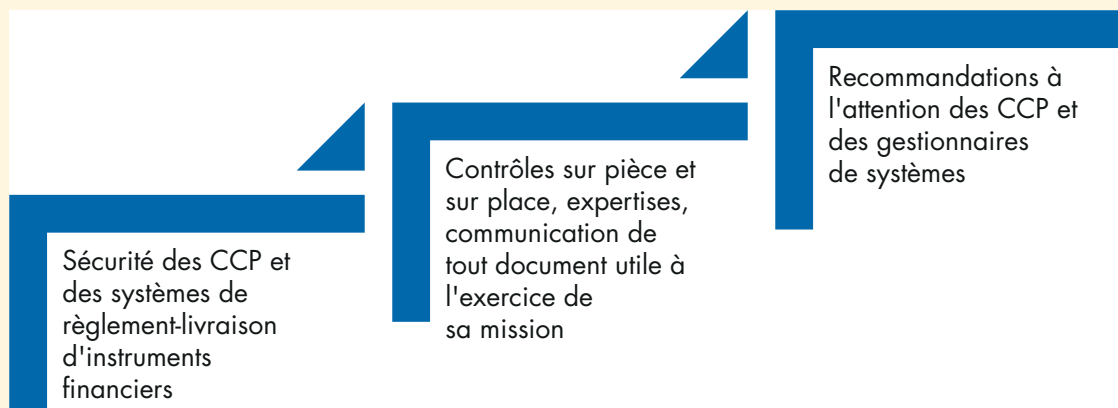 Sécurité des CCP et
des systèmes de
règlement-livraison
d'instruments
financiers
Contrôles sur pièce et
sur place, expertises,
communication de
tout document utile à
l'exercice de
sa mission
Recommandations à
l'attention des CCP et
des gestionnaires
de systèmes